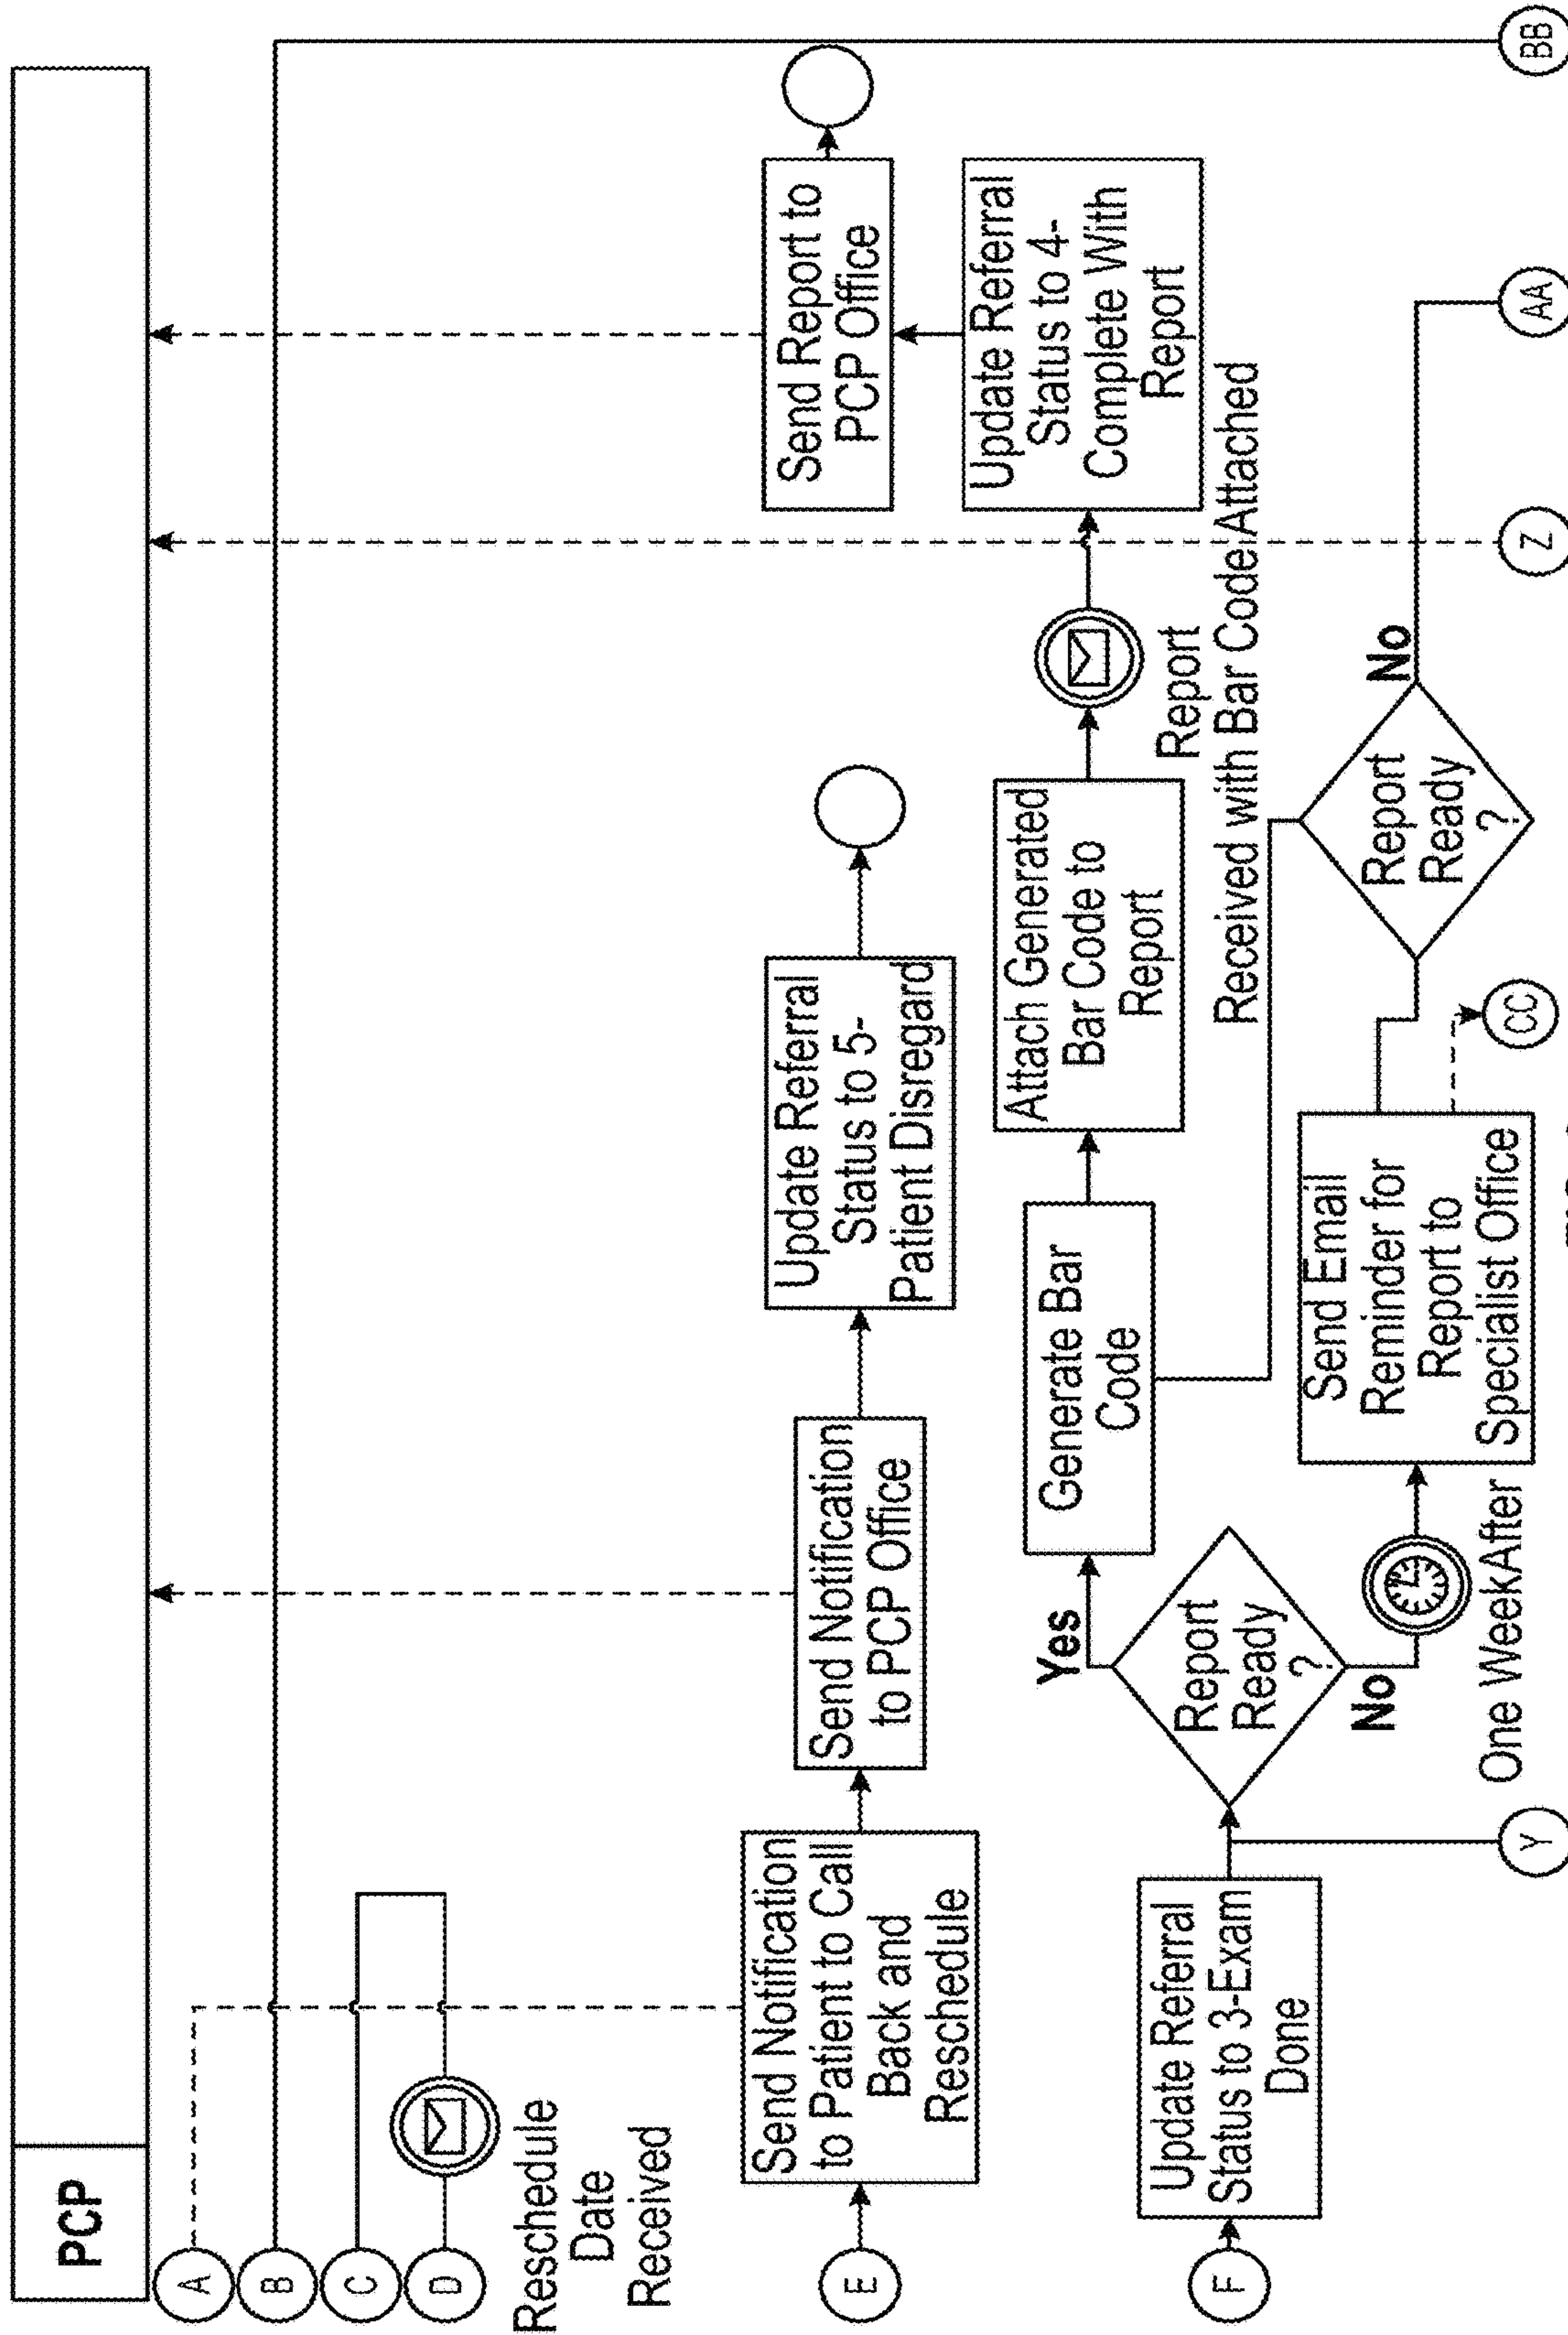 PCP
A
B
C
D
Reschedule
Date
Received
E
Send Notification
to Patient to Call
Back and
Reschedule
Send Notification
to PCP Office
Update Referral
Status to 5-
Patient Disregard
Send Report to
PCP Office
F
Update Referral
Status to 3-Exam
Done
Report
Ready
?
Yes
No
Generate Bar
Code
Attach Generated
Bar Code to
Report
Report
Received with Bar Code Attached
Update Referral
Status to 4-
Complete With
Report
One WeekAfter
Send Email
Reminder for
Report to
Specialist Office
Report
Ready
?
No
Y
CC
Z
AA
BB